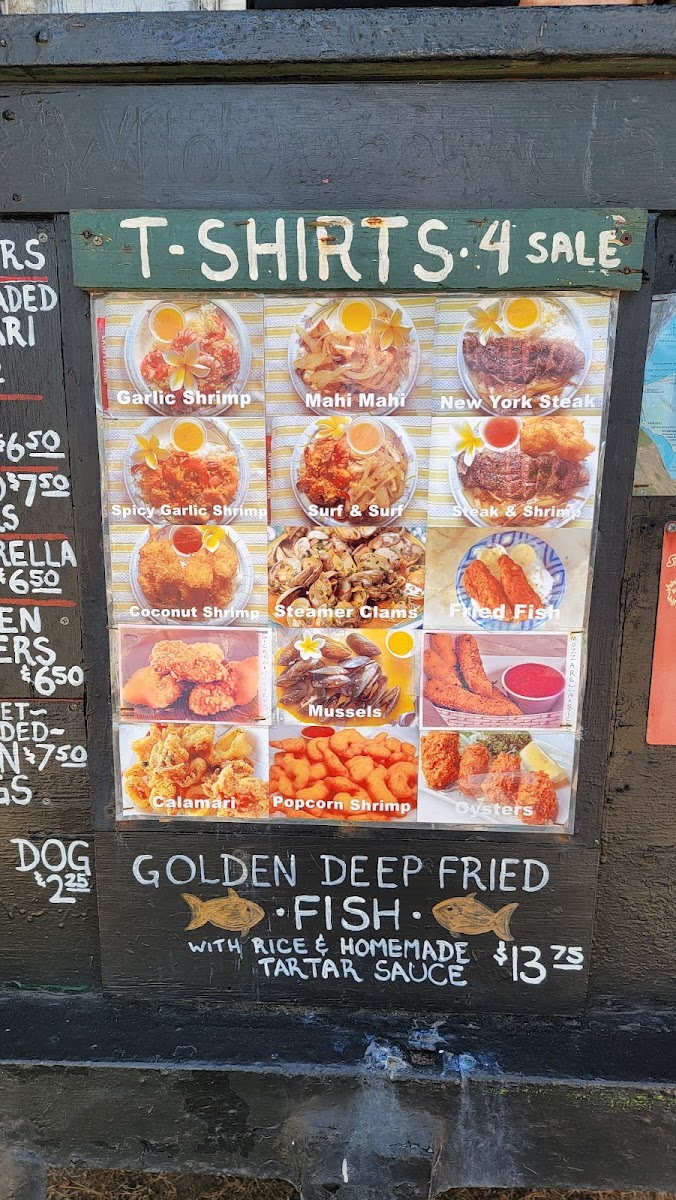 T-SHIRTS·4 SALE
RS
ADED
ARI
$6.50
$7.50
S
RELLA
$6.50
EN
ERS
$6.50
ET-
DED-
N $7.50
GS
DOG
$2.25
Garlic Shrimp
Mahi Mahi
New York Steak
Spicy Garlic Shrimp
Surf & Surf
Steak & Shrimp
Coconut Shrimp
Steamer Clams
Fried Fish
Mussels
MOZZARELLA
Calamari
Popcorn Shrimp
Oysters
GOLDEN DEEP FRIED
·FISH·
WITH RICE & HOMEMADE
TARTAR SAUCE
$13.75